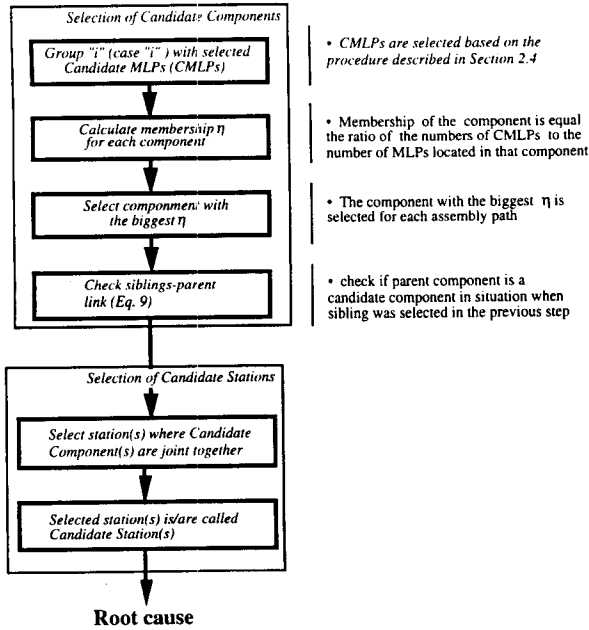 Selection of Candidate Components
Group "i" (case "i" ) with selected
Candidate MLPs (CMLPs)
• CMLPs are selected based on the
procedure described in Section 2.4
Calculate membership η
for each component
• Membership of the component is equal
the ratio of the numbers of CMLPs to the
number of MLPs located in that component
Select componment with
the biggest η
• The component with the biggest η is
selected for each assembly path
Check siblings-parent
link (Eq. 9)
• check if parent component is a
candidate component in situation when
sibling was selected in the previous step
Selection of Candidate Stations
Select station(s) where Candidate
Component(s) are joint together
Selected station(s) is/are called
Candidate Station(s)
Root cause